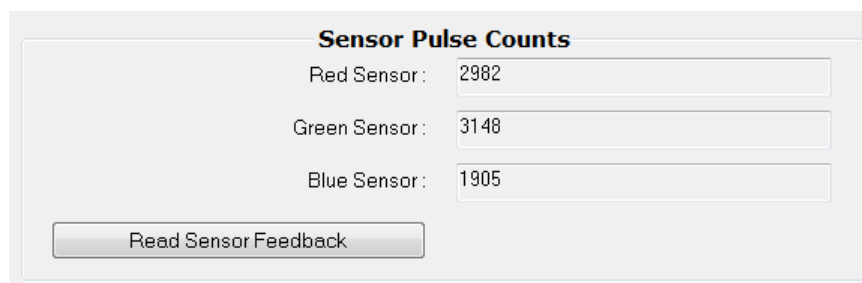 Sensor Pulse Counts
Red Sensor: 2982
Green Sensor: 3148
Blue Sensor: 1905
Read Sensor Feedback